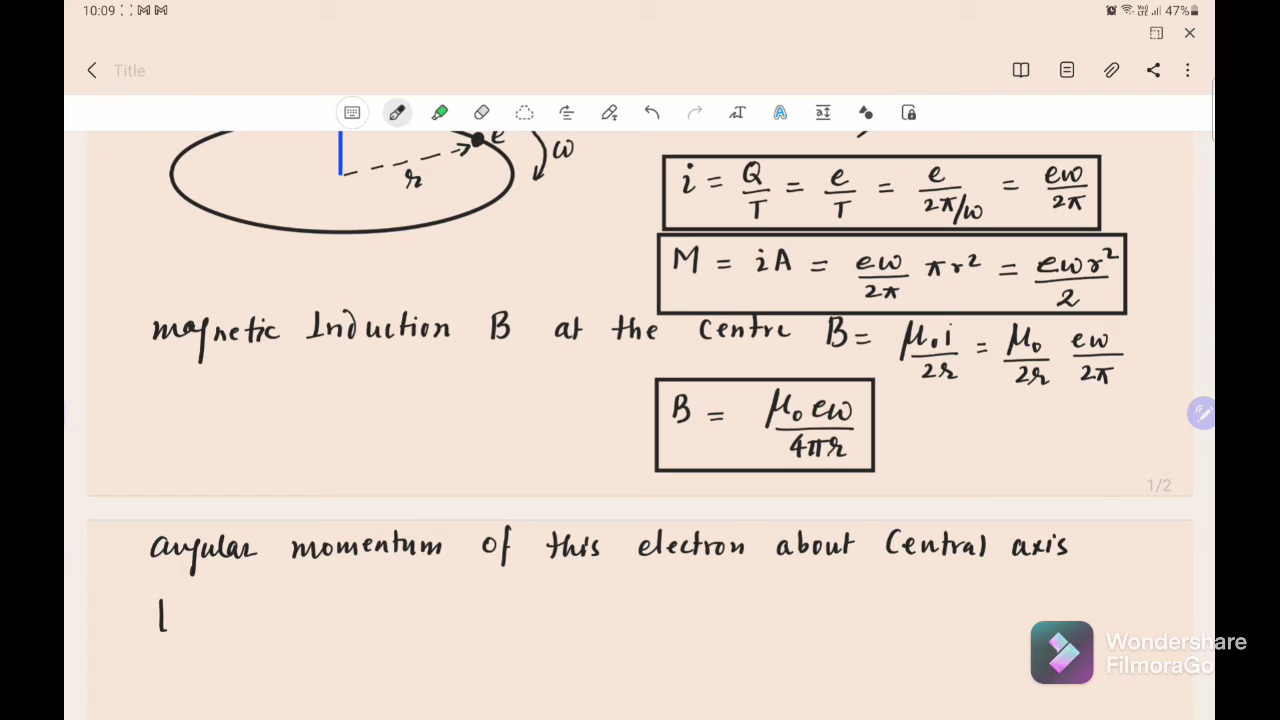 10:09 47%
Title
e ω
r
i = Q/T = e/T = e/(2π/ω) = eω/2π
M = iA = eω/2π πr² = eωr²/2
magnetic Induction B at the centre B = μ₀i/2r = μ₀/2r eω/2π
B = μ₀eω/4πr
1/2
angular momentum of this electron about Central axis
Wondershare
FilmoraGo